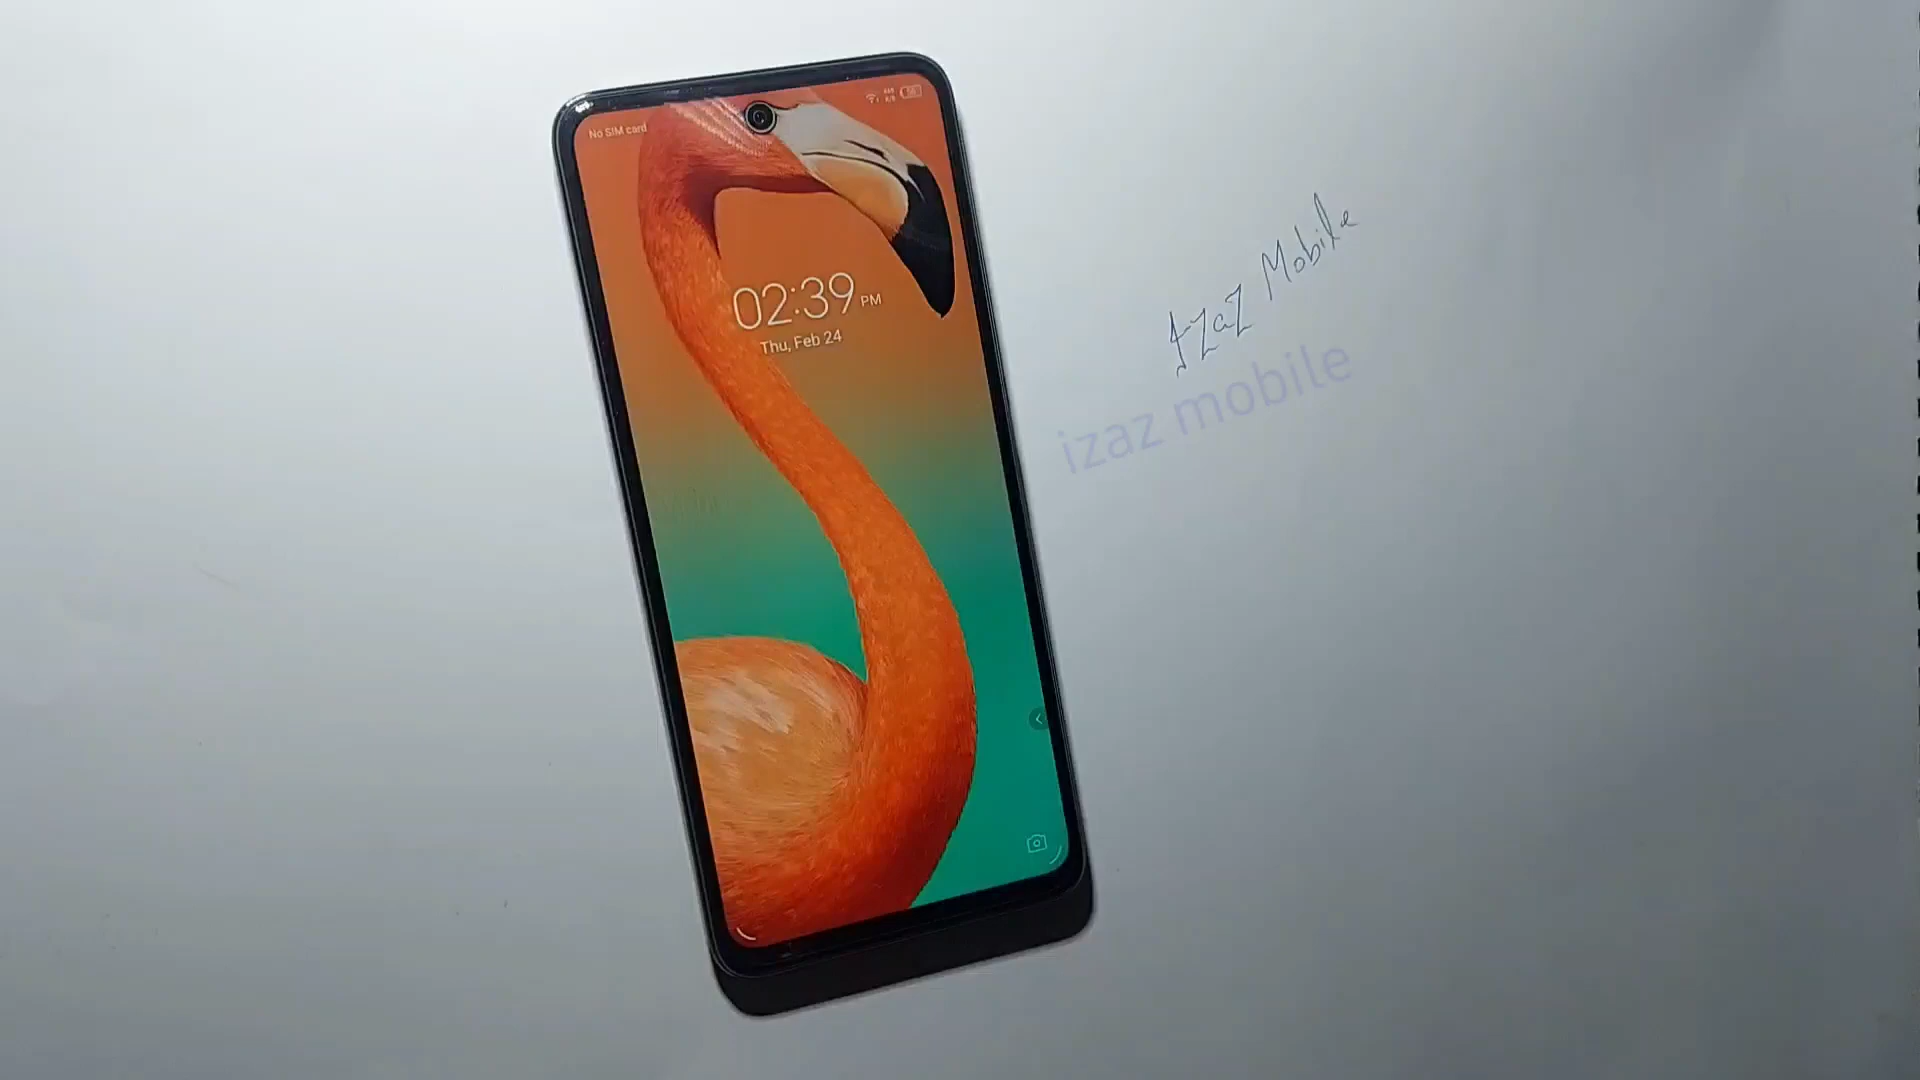 No SIM card
02:39 PM
Thu, Feb 24
Izaz Mobile
izaz mobile